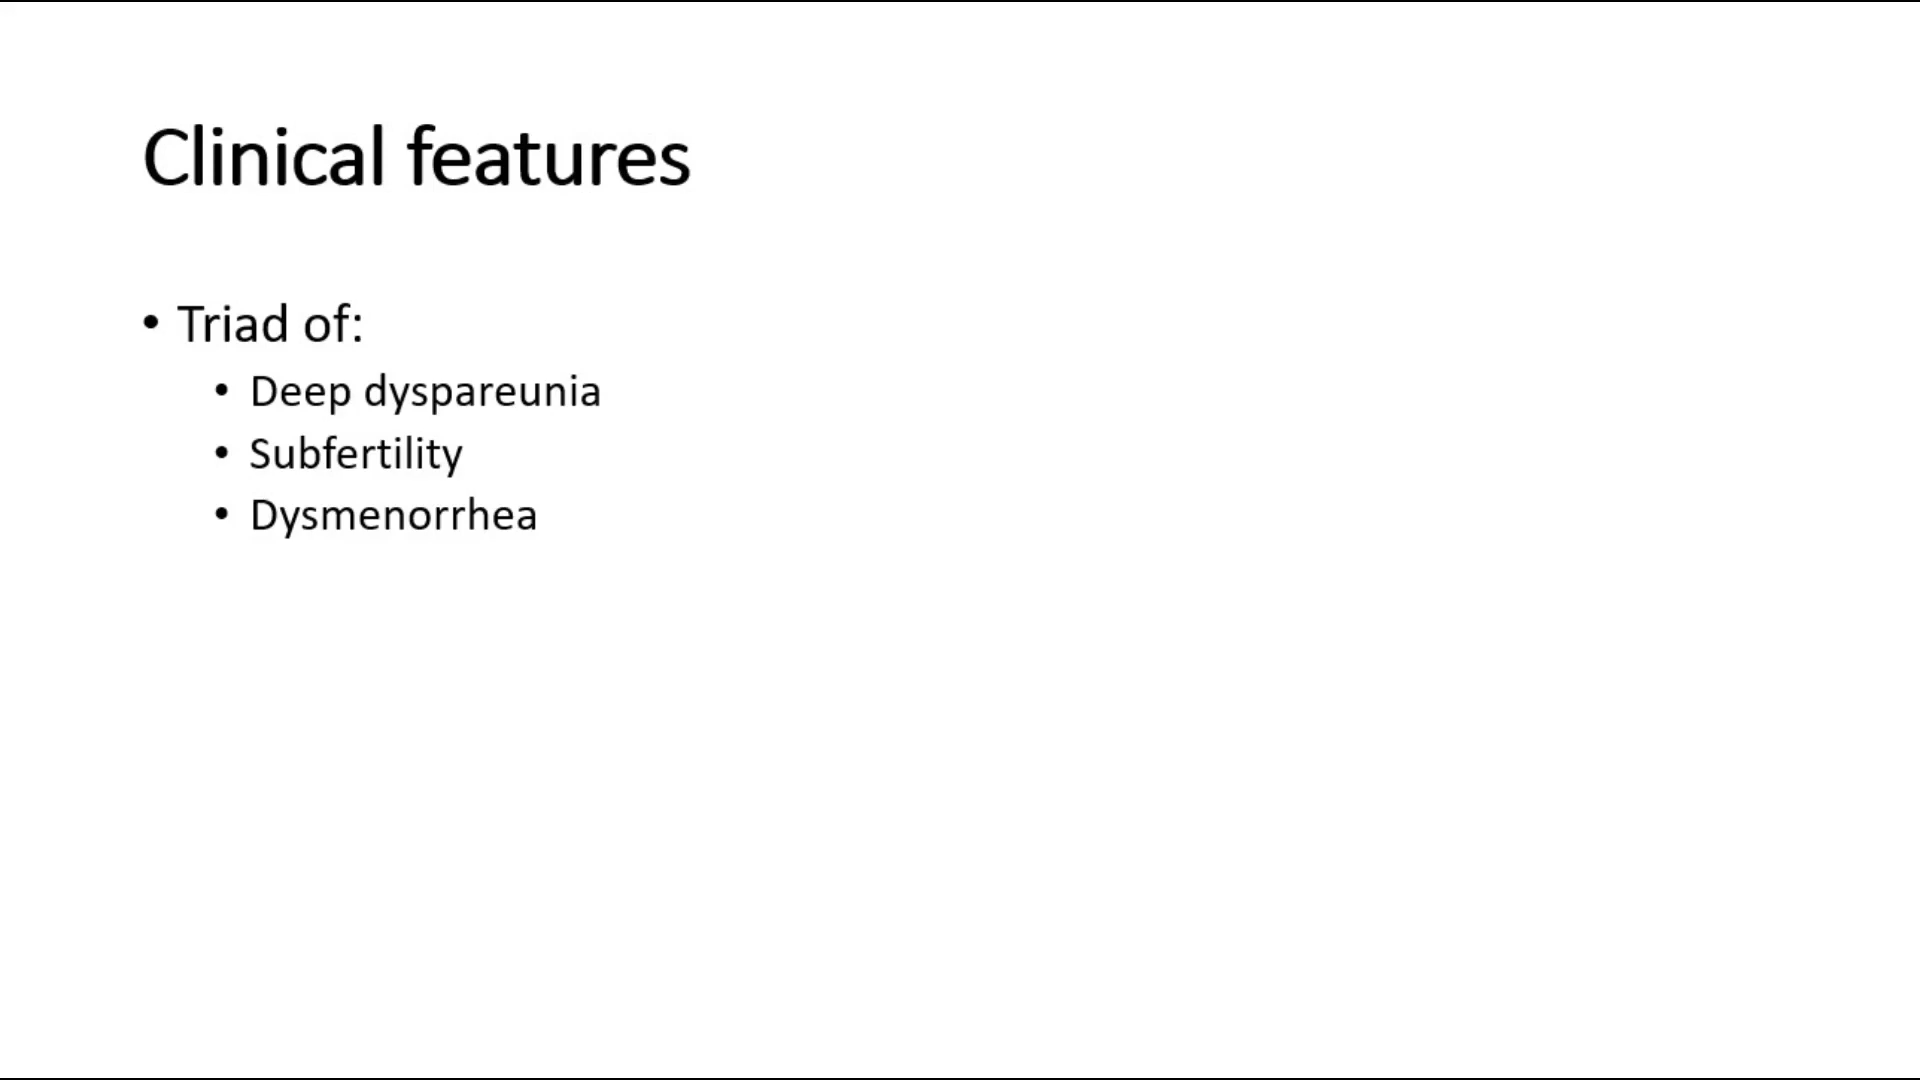 Clinical features
• Triad of:
• Deep dyspareunia
• Subfertility
• Dysmenorrhea